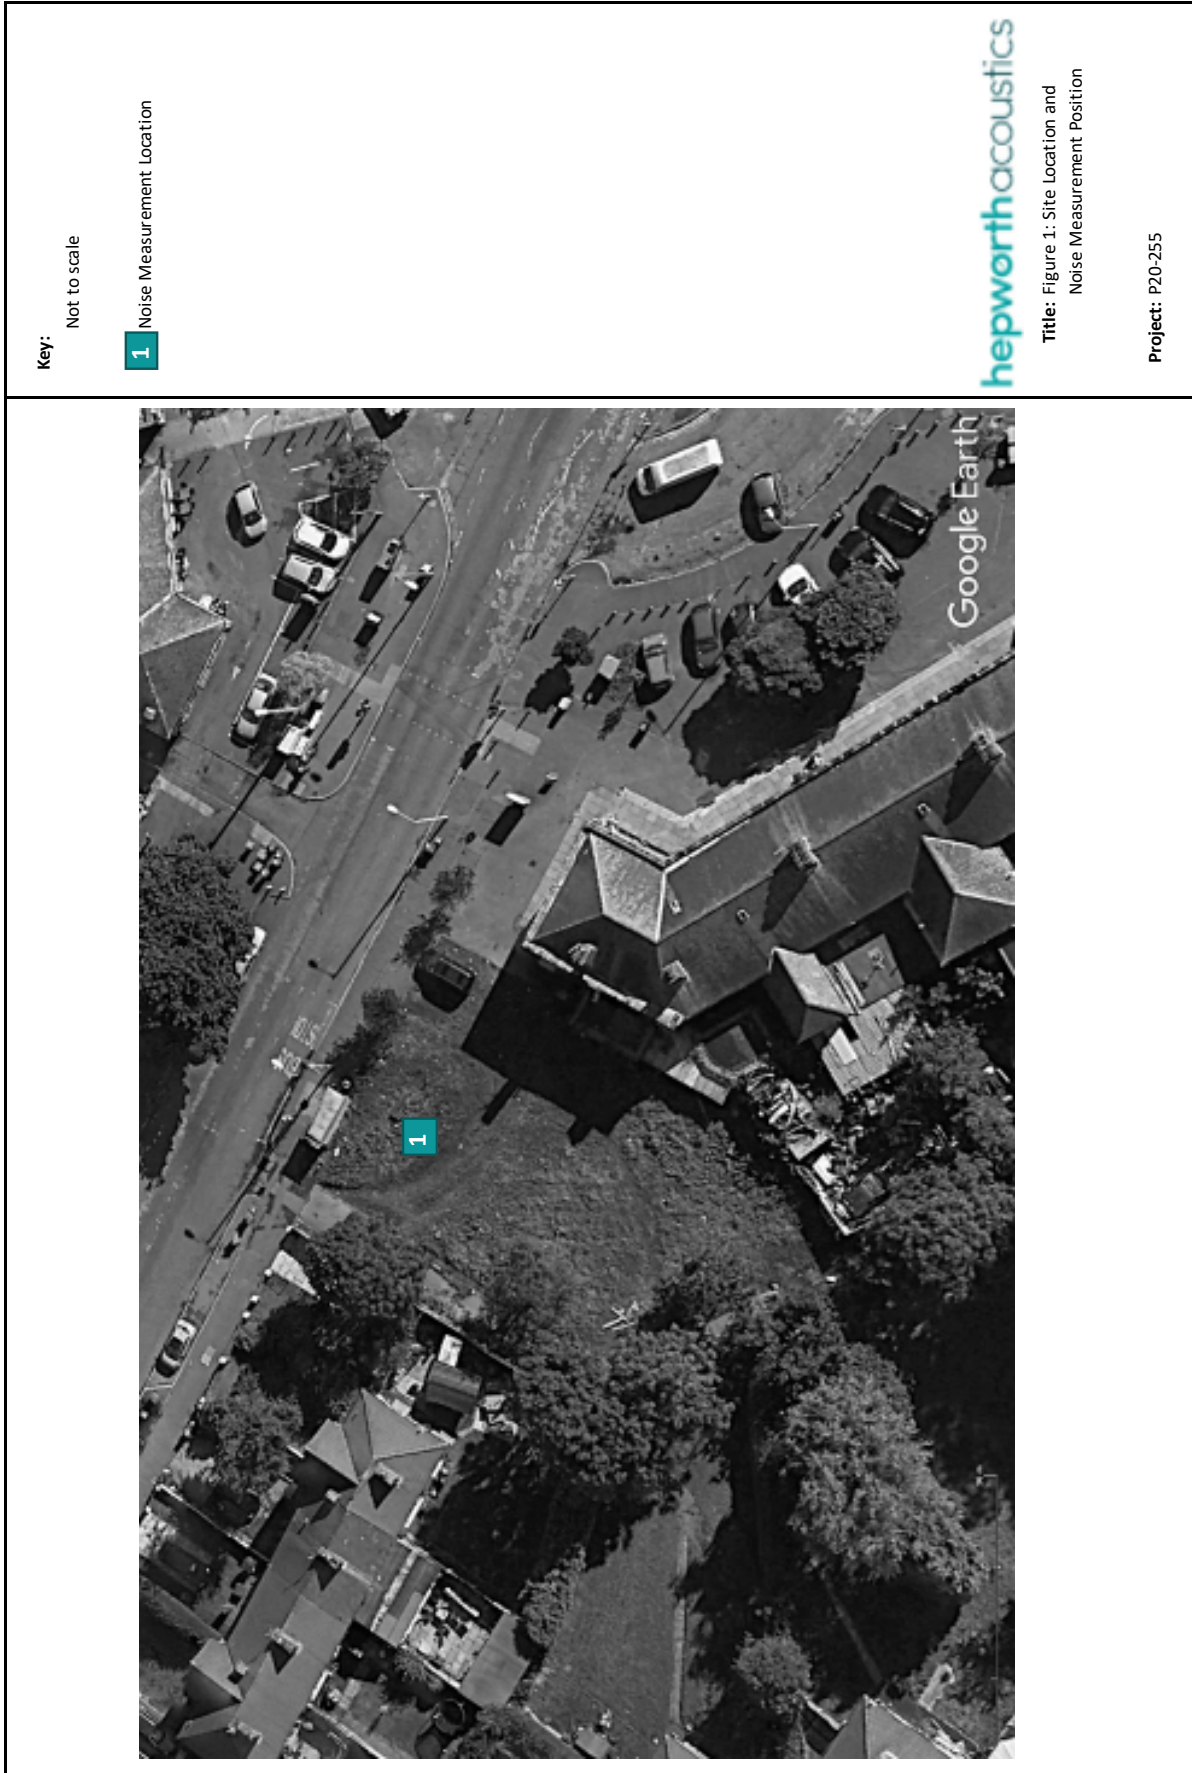 Key:
Not to scale
1 Noise Measurement Location
hepworthacoustics
Title: Figure 1: Site Location and
Noise Measurement Position
Project: P20-255
1
Google Earth